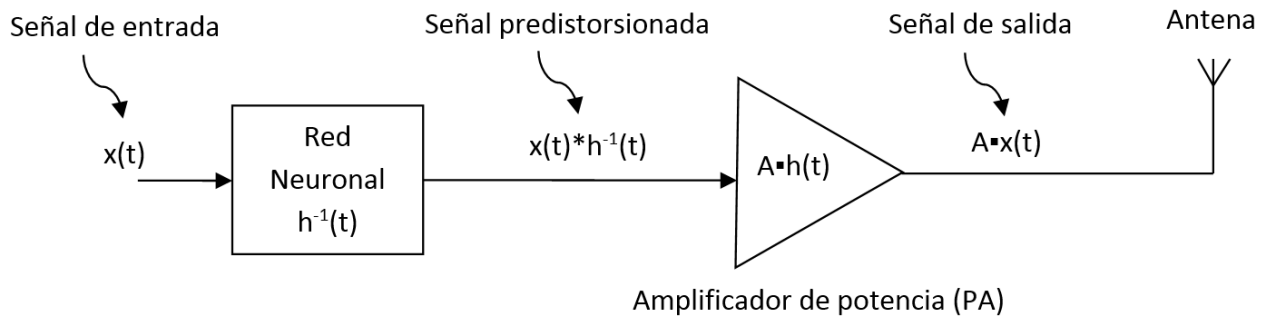 Señal de entrada
Señal predistorsionada
Señal de salida
Antena
x(t)
Red
Neuronal
h⁻¹(t)
x(t)*h⁻¹(t)
A▪h(t)
A▪x(t)
Amplificador de potencia (PA)